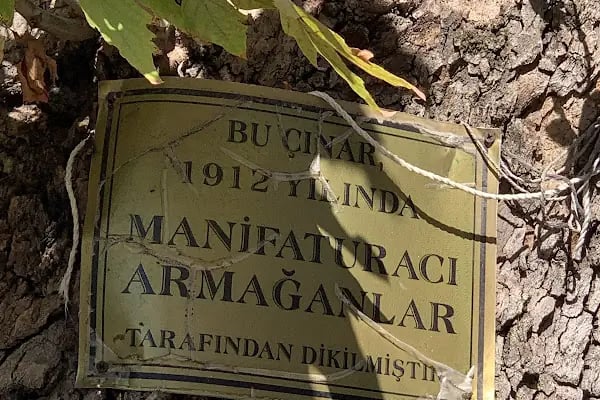 BU ÇINAR,
1912 YILINDA
MANİFATURACI
ARMAĞANLAR
TARAFINDAN DİKİLMİŞTİR